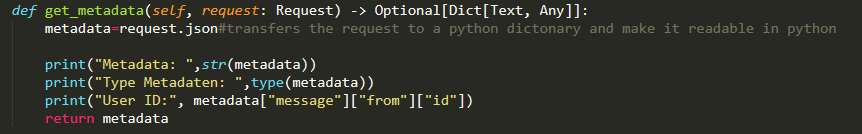 def get_metadata(self, request: Request) -> Optional[Dict[Text, Any]]:
    metadata=request.json#transfers the request to a python dictonary and make it readable in python

    print("Metadata: ",str(metadata))
    print("Type Metadaten: ",type(metadata))
    print("User ID:", metadata["message"]["from"]["id"])
    return metadata